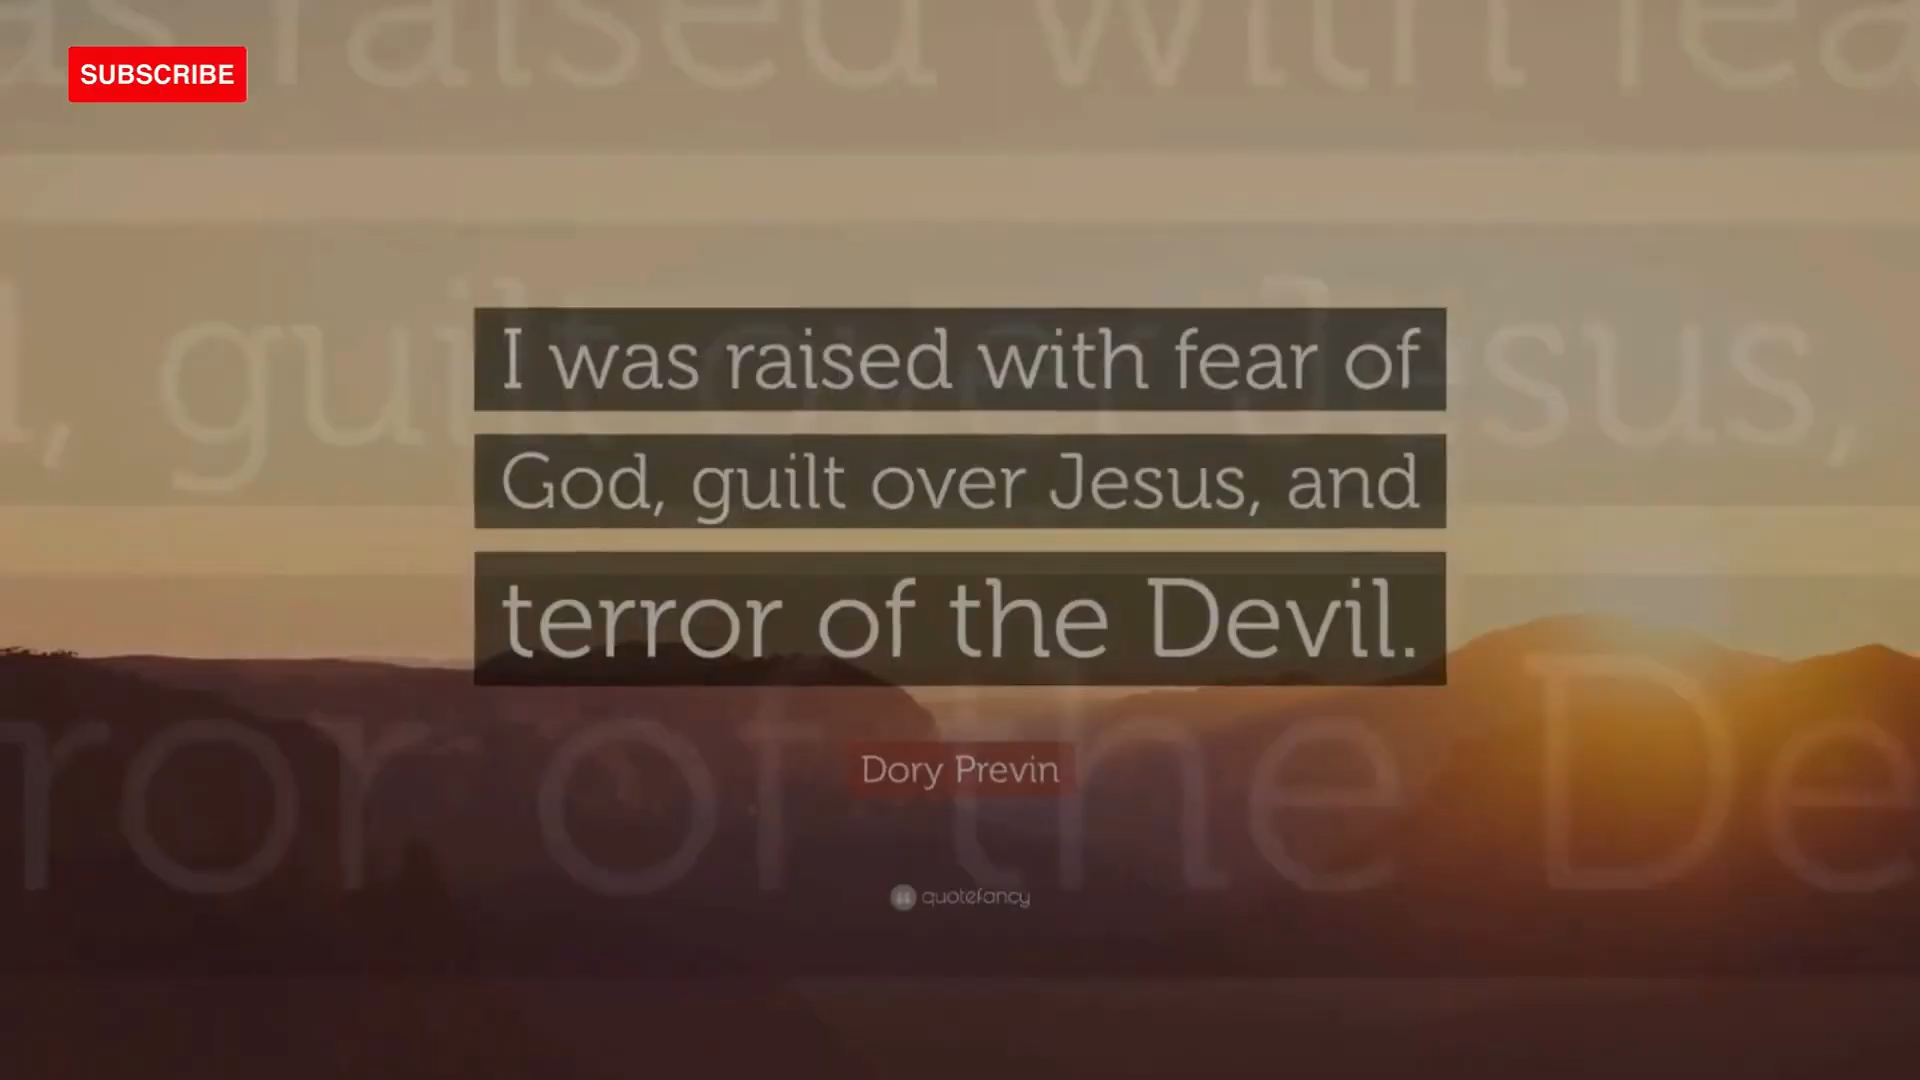 SUBSCRIBE
I was raised with fear of
God, guilt over Jesus, and
terror of the Devil.
Dory Previn
quotefancy